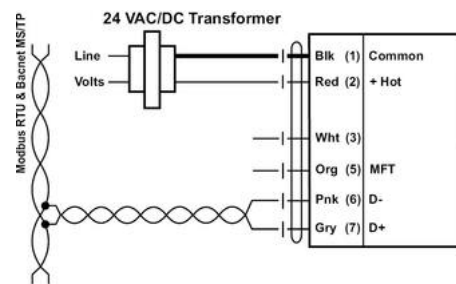 24 VAC/DC Transformer
Modbus RTU & Bacnet MS/TP
Line
Volts
Blk (1) Common
Red (2) + Hot
Wht (3)
Org (5) MFT
Pnk (6) D-
Gry (7) D+